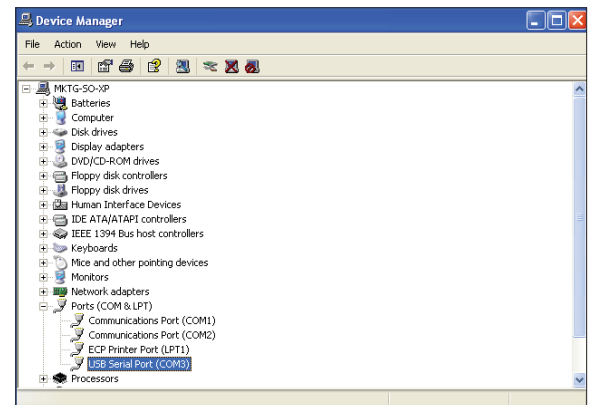 Device Manager
File Action View Help
MKTG-SO-XP
Batteries
Computer
Disk drives
Display adapters
DVD/CD-ROM drives
Floppy disk controllers
Floppy disk drives
Human Interface Devices
IDE ATA/ATAPI controllers
IEEE 1394 Bus host controllers
Keyboards
Mice and other pointing devices
Monitors
Network adapters
Ports (COM & LPT)
Communications Port (COM1)
Communications Port (COM2)
ECP Printer Port (LPT1)
USB Serial Port (COM3)
Processors